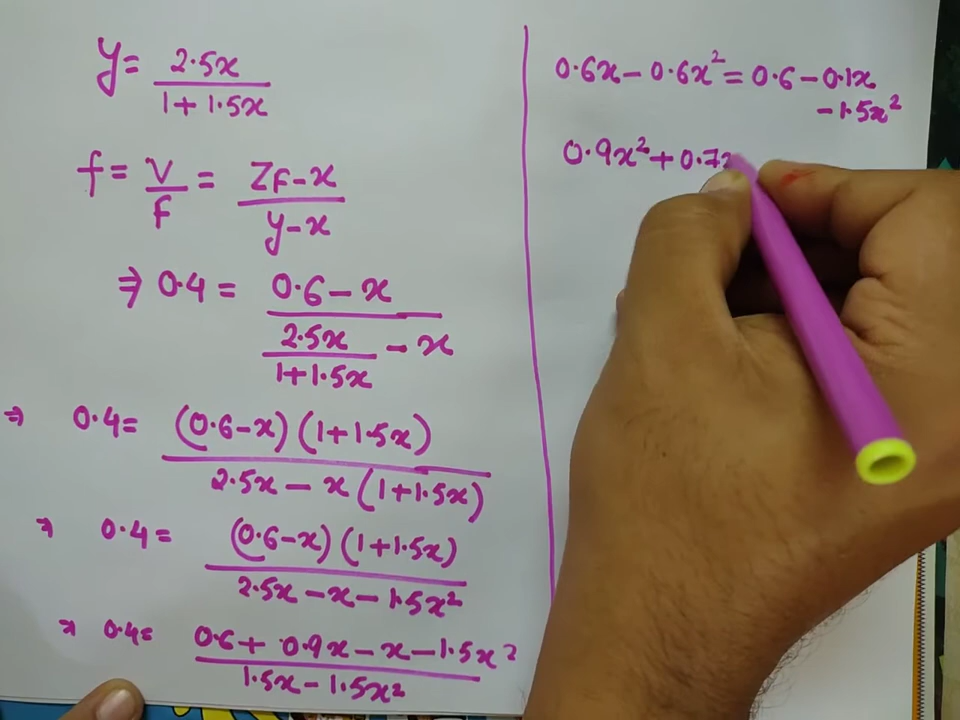 y = 2.5x / 1 + 1.5x
f = V/F = ZF - x / y - x
⇒ 0.4 = 0.6 - x / (2.5x / 1 + 1.5x) - x
⇒ 0.4 = (0.6 - x) (1 + 1.5x) / 2.5x - x (1 + 1.5x)
⇒ 0.4 = (0.6 - x) (1 + 1.5x) / 2.5x - x - 1.5x²
⇒ 0.4 = 0.6 + 0.9x - x - 1.5x² / 1.5x - 1.5x²
0.6x - 0.6x² = 0.6 - 0.1x
- 1.5x²
0.9x² + 0.7x